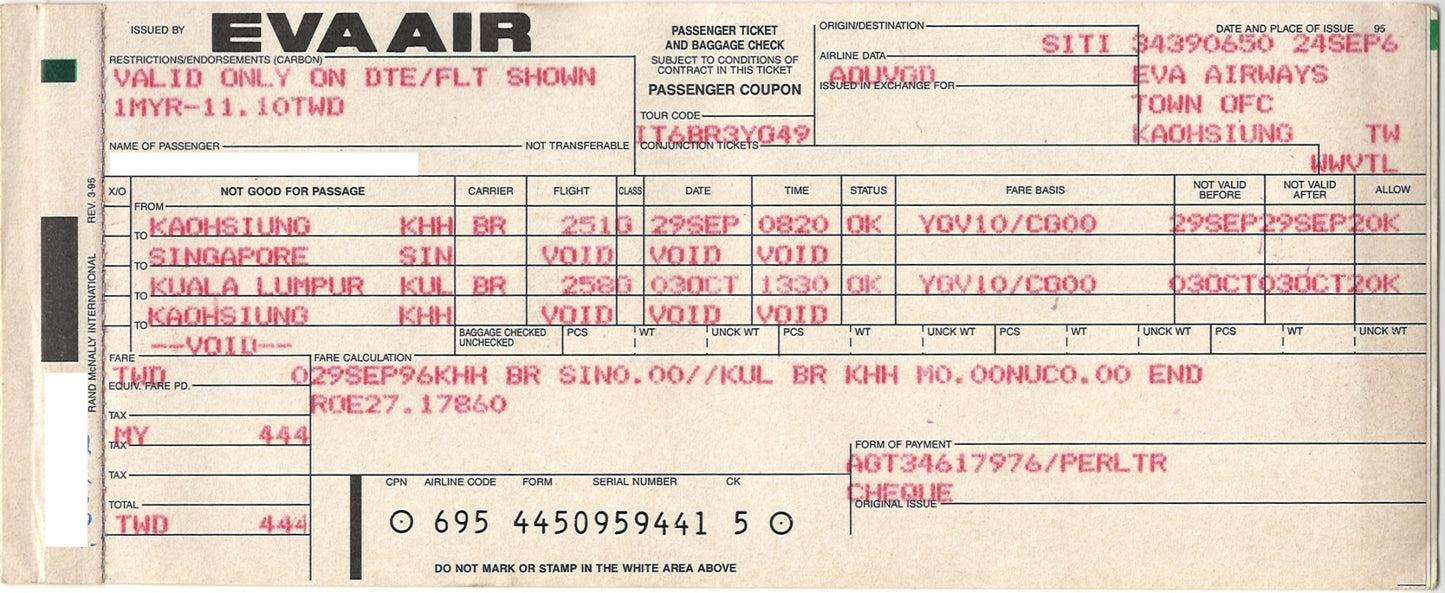 ISSUED BY EVA AIR
PASSENGER TICKET
AND BAGGAGE CHECK
SUBJECT TO CONDITIONS OF
CONTRACT IN THIS TICKET
PASSENGER COUPON
ORIGIN/DESTINATION
DATE AND PLACE OF ISSUE 95
SITI 34390650 24SEP6
RESTRICTIONS/ENDORSEMENTS (CARBON)
VALID ONLY ON DTE/FLT SHOWN
1MYR-11.10TWD
AIRLINE DATA
AOUVGD
EVA AIRWAYS
ISSUED IN EXCHANGE FOR
TOWN OFC
TOUR CODE
IT6BR3YG49
KAOHSIUNG TW
NAME OF PASSENGER NOT TRANSFERABLE
CONJUNCTION TICKETS
WWVTL
X/O NOT GOOD FOR PASSAGE CARRIER FLIGHT CLASS DATE TIME STATUS FARE BASIS NOT VALID BEFORE NOT VALID AFTER ALLOW
FROM
KAOHSIUNG KHH BR 251G 29SEP 0820 OK YGV10/CG00 29SEP29SEP20K
TO
SINGAPORE SIN VOID VOID VOID
TO
KUALA LUMPUR KUL BR 258G 03OCT 1330 OK YGV10/CG00 03OCT03OCT20K
TO
KAOHSIUNG KHH VOID VOID VOID
TO
--VOID--
BAGGAGE CHECKED PCS WT UNCK WT PCS WT UNCK WT PCS WT UNCK WT PCS WT UNCK WT
UNCHECKED
FARE
TWD 0
FARE CALCULATION
29SEP96KHH BR SIN0.00//KUL BR KHH M0.00NUC0.00 END
ROE27.17860
EQUIV. FARE PD.
TAX
MY 444
TAX
TAX
TOTAL
TWD 444
FORM OF PAYMENT
AGT34617976/PERLTR
CHEQUE
ORIGINAL ISSUE
CPN AIRLINE CODE FORM SERIAL NUMBER CK
695 4450959441 5
DO NOT MARK OR STAMP IN THE WHITE AREA ABOVE
RAND McNALLY INTERNATIONAL REV. 3-95